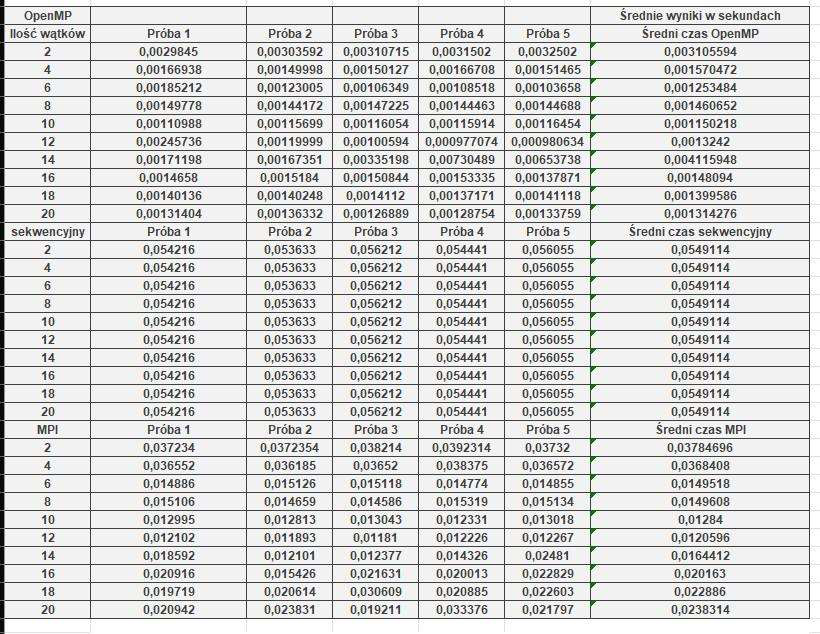 OpenMP Średnie wyniki w sekundach
Ilość wątków Próba 1 Próba 2 Próba 3 Próba 4 Próba 5 Średni czas OpenMP
2 0,0029845 0,00303592 0,00310715 0,0031502 0,0032502 0,003105594
4 0,00166938 0,00149998 0,00150127 0,00166708 0,00151465 0,001570472
6 0,00185212 0,00123005 0,00106349 0,00108518 0,00103658 0,001253484
8 0,00149778 0,00144172 0,00147225 0,00144463 0,00144688 0,001460652
10 0,00110988 0,00115699 0,00116054 0,00115914 0,00116454 0,001150218
12 0,00245736 0,00119999 0,00100594 0,000977074 0,000980634 0,0013242
14 0,00171198 0,00167351 0,00335198 0,00730489 0,00653738 0,004115948
16 0,0014658 0,0015184 0,00150844 0,00153335 0,00137871 0,00148094
18 0,00140136 0,00140248 0,0014112 0,00137171 0,00141118 0,001399586
20 0,00131404 0,00136332 0,00126889 0,00128754 0,00133759 0,001314276
sekwencyjny Próba 1 Próba 2 Próba 3 Próba 4 Próba 5 Średni czas sekwencyjny
2 0,054216 0,053633 0,056212 0,054441 0,056055 0,0549114
4 0,054216 0,053633 0,056212 0,054441 0,056055 0,0549114
6 0,054216 0,053633 0,056212 0,054441 0,056055 0,0549114
8 0,054216 0,053633 0,056212 0,054441 0,056055 0,0549114
10 0,054216 0,053633 0,056212 0,054441 0,056055 0,0549114
12 0,054216 0,053633 0,056212 0,054441 0,056055 0,0549114
14 0,054216 0,053633 0,056212 0,054441 0,056055 0,0549114
16 0,054216 0,053633 0,056212 0,054441 0,056055 0,0549114
18 0,054216 0,053633 0,056212 0,054441 0,056055 0,0549114
20 0,054216 0,053633 0,056212 0,054441 0,056055 0,0549114
MPI Próba 1 Próba 2 Próba 3 Próba 4 Próba 5 Średni czas MPI
2 0,037234 0,0372354 0,038214 0,0392314 0,03732 0,03784696
4 0,036552 0,036185 0,03652 0,038375 0,036572 0,0368408
6 0,014886 0,015126 0,015118 0,014774 0,014855 0,0149518
8 0,015106 0,014659 0,014586 0,015319 0,015134 0,0149608
10 0,012995 0,012813 0,013043 0,012331 0,013018 0,01284
12 0,012102 0,011893 0,01181 0,012226 0,012267 0,0120596
14 0,018592 0,012101 0,012377 0,014326 0,02481 0,0164412
16 0,020916 0,015426 0,021631 0,020013 0,022829 0,020163
18 0,019719 0,020614 0,030609 0,020885 0,022603 0,022886
20 0,020942 0,023831 0,019211 0,033376 0,021797 0,0238314